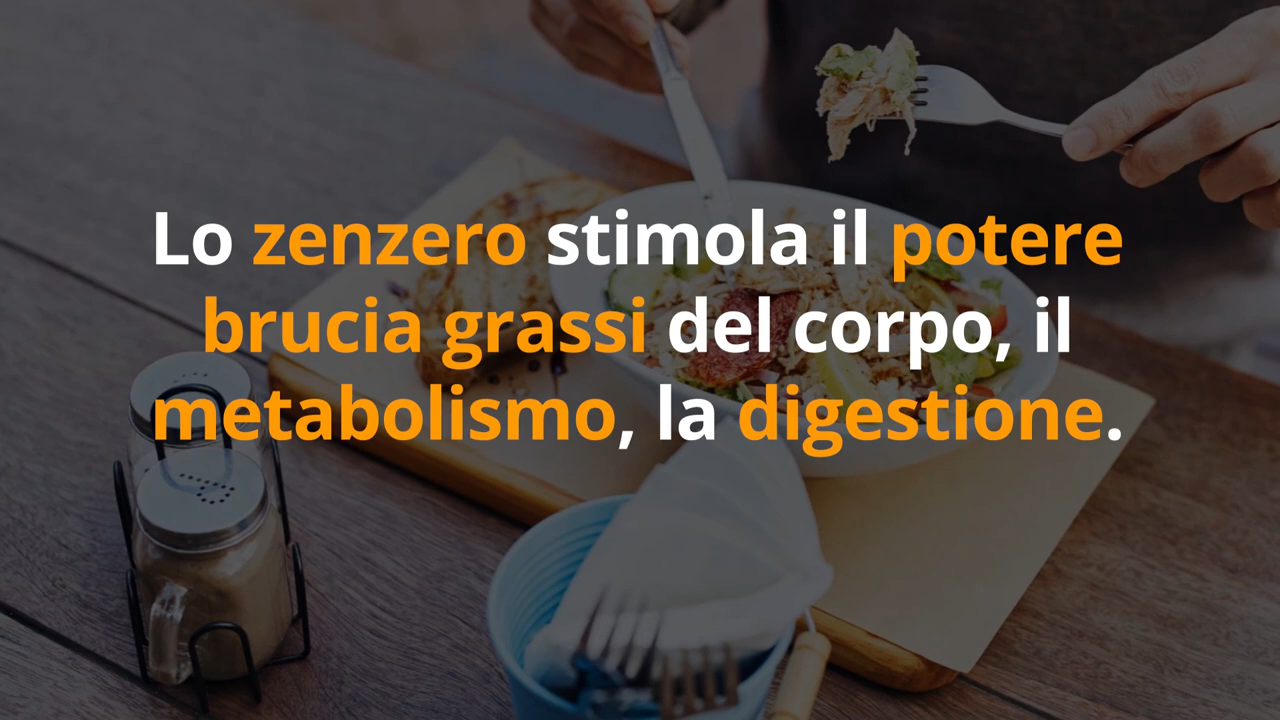 Lo zenzero stimola il potere
brucia grassi del corpo, il
metabolismo, la digestione.